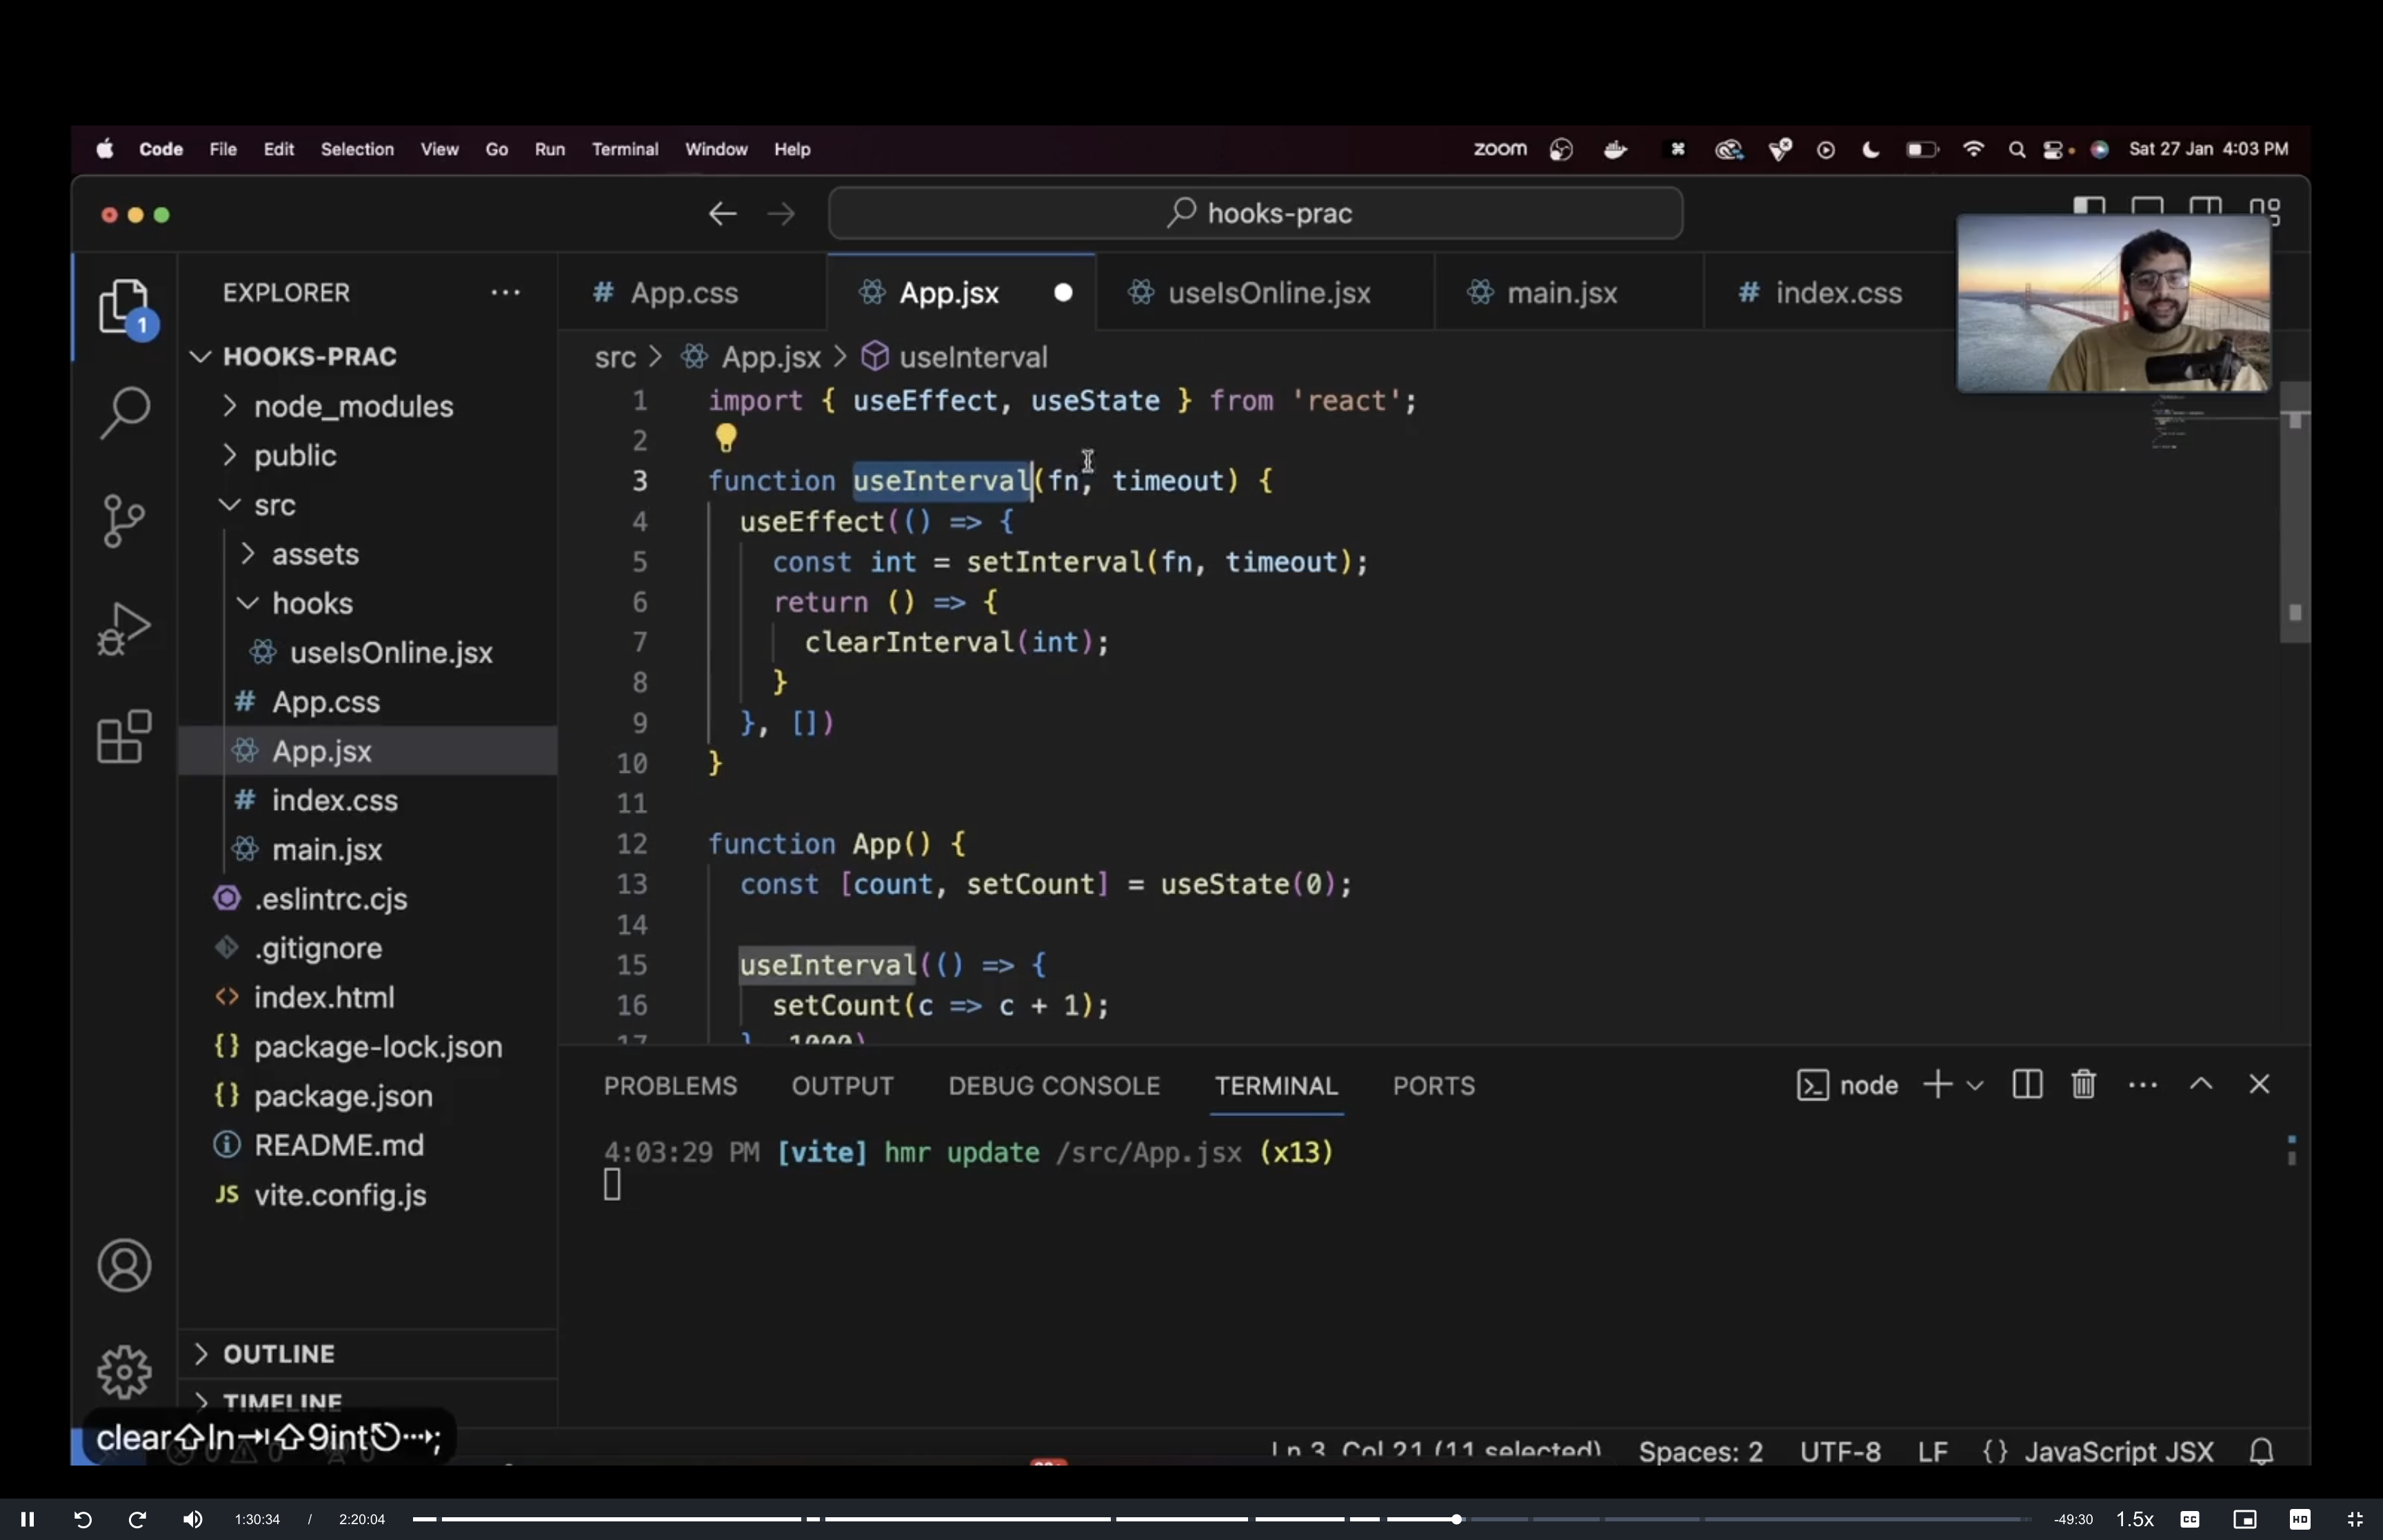 Code File Edit Selection View Go Run Terminal Window Help
zoom
Sat 27 Jan 4:03 PM
hooks-prac
1
EXPLORER
HOOKS-PRAC
node_modules
public
src
assets
hooks
useIsOnline.jsx
# App.css
App.jsx
# index.css
main.jsx
.eslintrc.cjs
.gitignore
<> index.html
{} package-lock.json
{} package.json
README.md
JS vite.config.js
OUTLINE
TIMELINE
# App.css App.jsx useIsOnline.jsx main.jsx # index.css
src > App.jsx > useInterval
1 import { useEffect, useState } from 'react';
2
3 function useInterval(fn, timeout) {
4 useEffect(() => {
5 const int = setInterval(fn, timeout);
6 return () => {
7 clearInterval(int);
8 }
9 }, [])
10 }
11
12 function App() {
13 const [count, setCount] = useState(0);
14
15 useInterval(() => {
16 setCount(c => c + 1);
17 }, 1000)
PROBLEMS OUTPUT DEBUG CONSOLE TERMINAL PORTS
node
4:03:29 PM [vite] hmr update /src/App.jsx (x13)
clear⇧In→⇧9int⎋⋯;
Ln 3, Col 21 (11 selected) Spaces: 2 UTF-8 LF {} JavaScript JSX
1:30:34 / 2:20:04
-49:30 1.5x CC HD